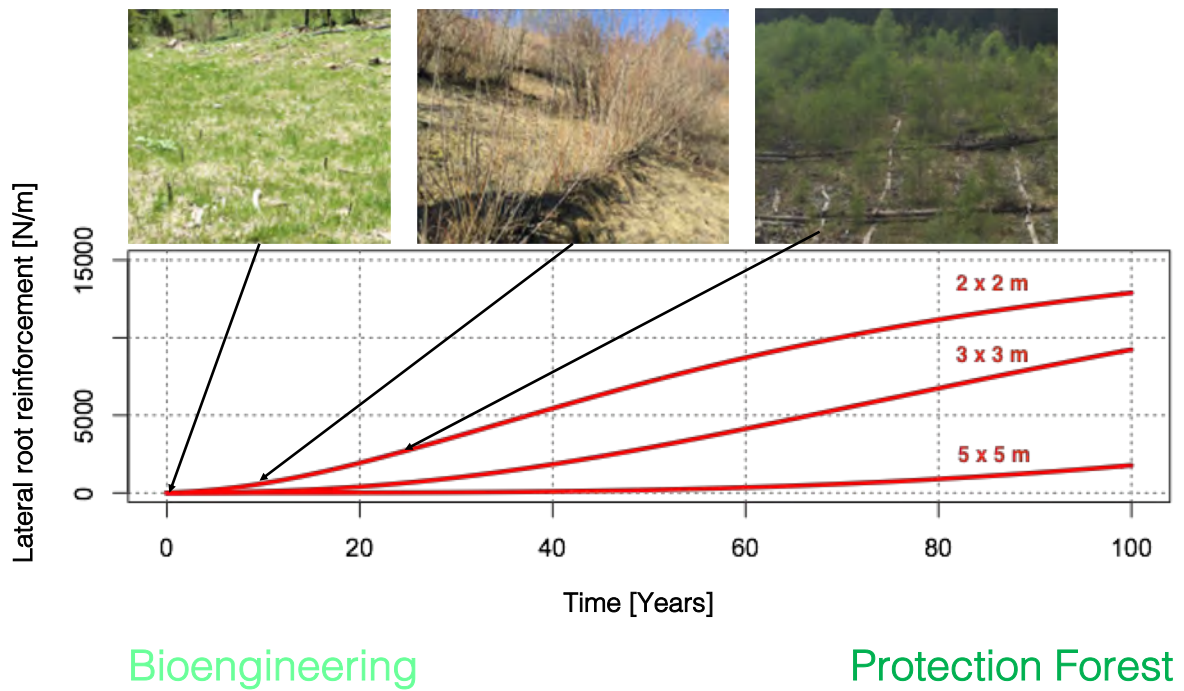 Lateral root reinforcement [N/m]
15000
5000
0
2 x 2 m
3 x 3 m
5 x 5 m
0 20 40 60 80 100
Time [Years]
Bioengineering Protection Forest